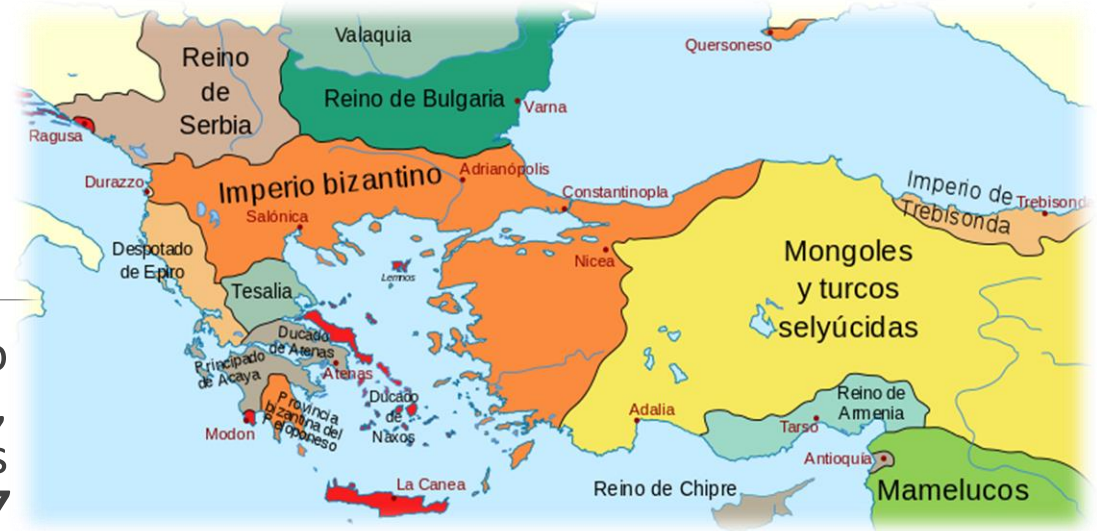 Valaquia
Quersoneso
Reino
de
Serbia
Reino de Bulgaria
Varna
Ragusa
Adrianópolis
Durazzo
Imperio bizantino
Constantinopla
Imperio de
Trebisonda
Trebisonda
Salónica
Despotado
de Epiro
Nicea
Mongoles
y turcos
selyúcidas
Lemnos
Tesalia
Ducado
de Atenas
Principado
de Acaya
Atenas
Ducado
de
Naxos
Provincia
bizantina del
Peloponeso
Modon
Adalia
Reino de
Armenia
Tarso
Antioquía
La Canea
Reino de Chipre
Mamelucos